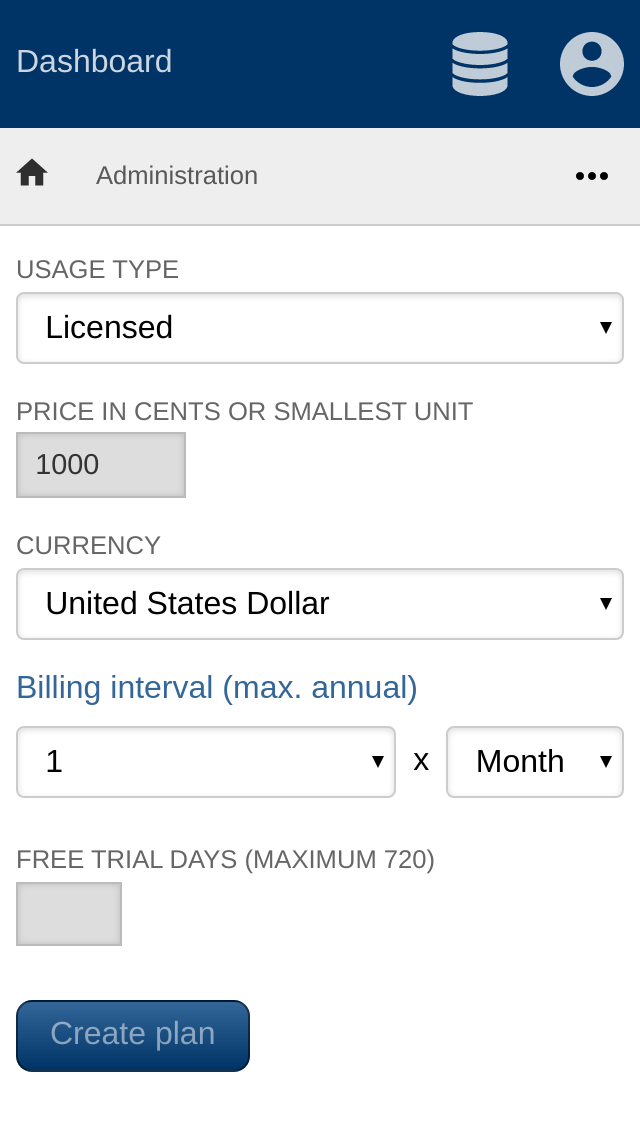 Dashboard
Administration
USAGE TYPE
Licensed
PRICE IN CENTS OR SMALLEST UNIT
1000
CURRENCY
United States Dollar
Billing interval (max. annual)
1 x Month
FREE TRIAL DAYS (MAXIMUM 720)
Create plan